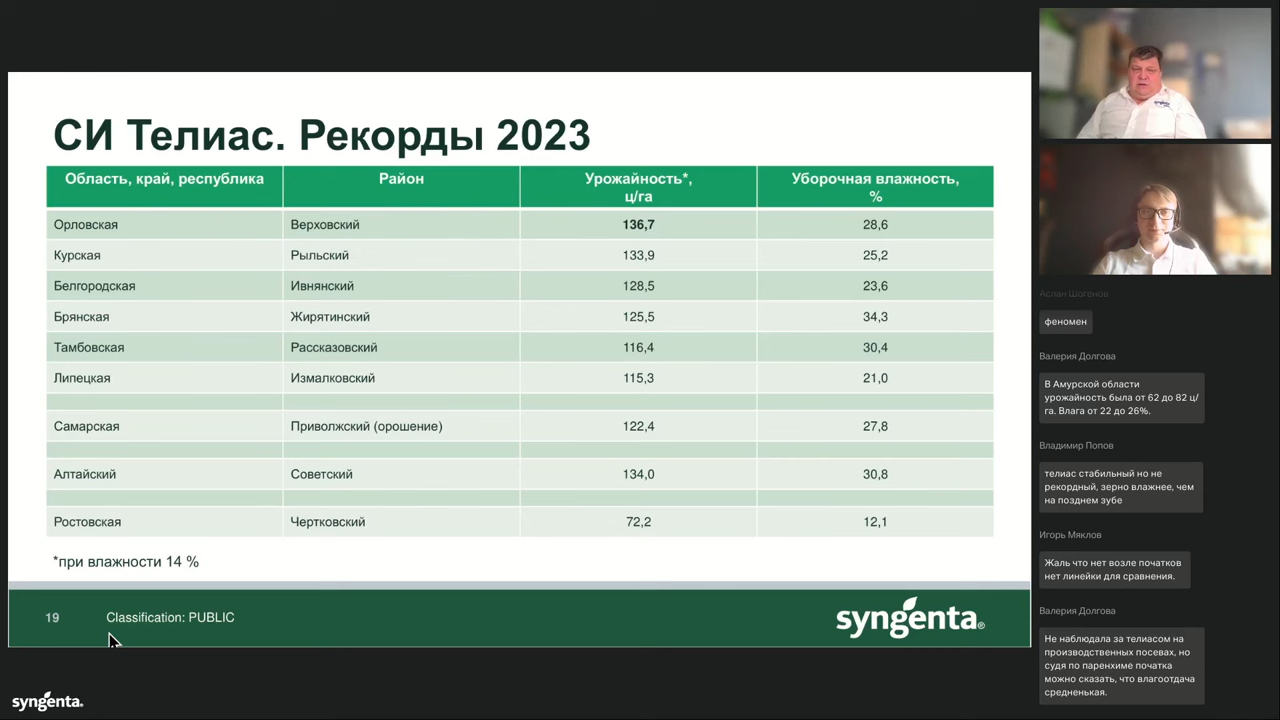 СИ Телиас. Рекорды 2023
Область, край, республика Район Урожайность*, ц/га Уборочная влажность, %
Орловская Верховский 136,7 28,6
Курская Рыльский 133,9 25,2
Белгородская Ивнянский 128,5 23,6
Брянская Жирятинский 125,5 34,3
Тамбовская Рассказовский 116,4 30,4
Липецкая Измалковский 115,3 21,0
Самарская Приволжский (орошение) 122,4 27,8
Алтайский Советский 134,0 30,8
Ростовская Чертковский 72,2 12,1
*при влажности 14 %
19 Classification: PUBLIC
syngenta®
syngenta.
Аслан Шогенов
феномен
Валерия Долгова
В Амурской области
урожайность была от 62 до 82 ц/
га. Влага от 22 до 26%.
Владимир Попов
телиас стабильный но не
рекордный, зерно влажнее, чем
на позднем зубе
Игорь Мяклов
Жаль что нет возле початков
нет линейки для сравнения.
Валерия Долгова
Не наблюдала за телиасом на
производственных посевах, но
судя по паренхиме початка
можно сказать, что влагоотдача
средненькая.